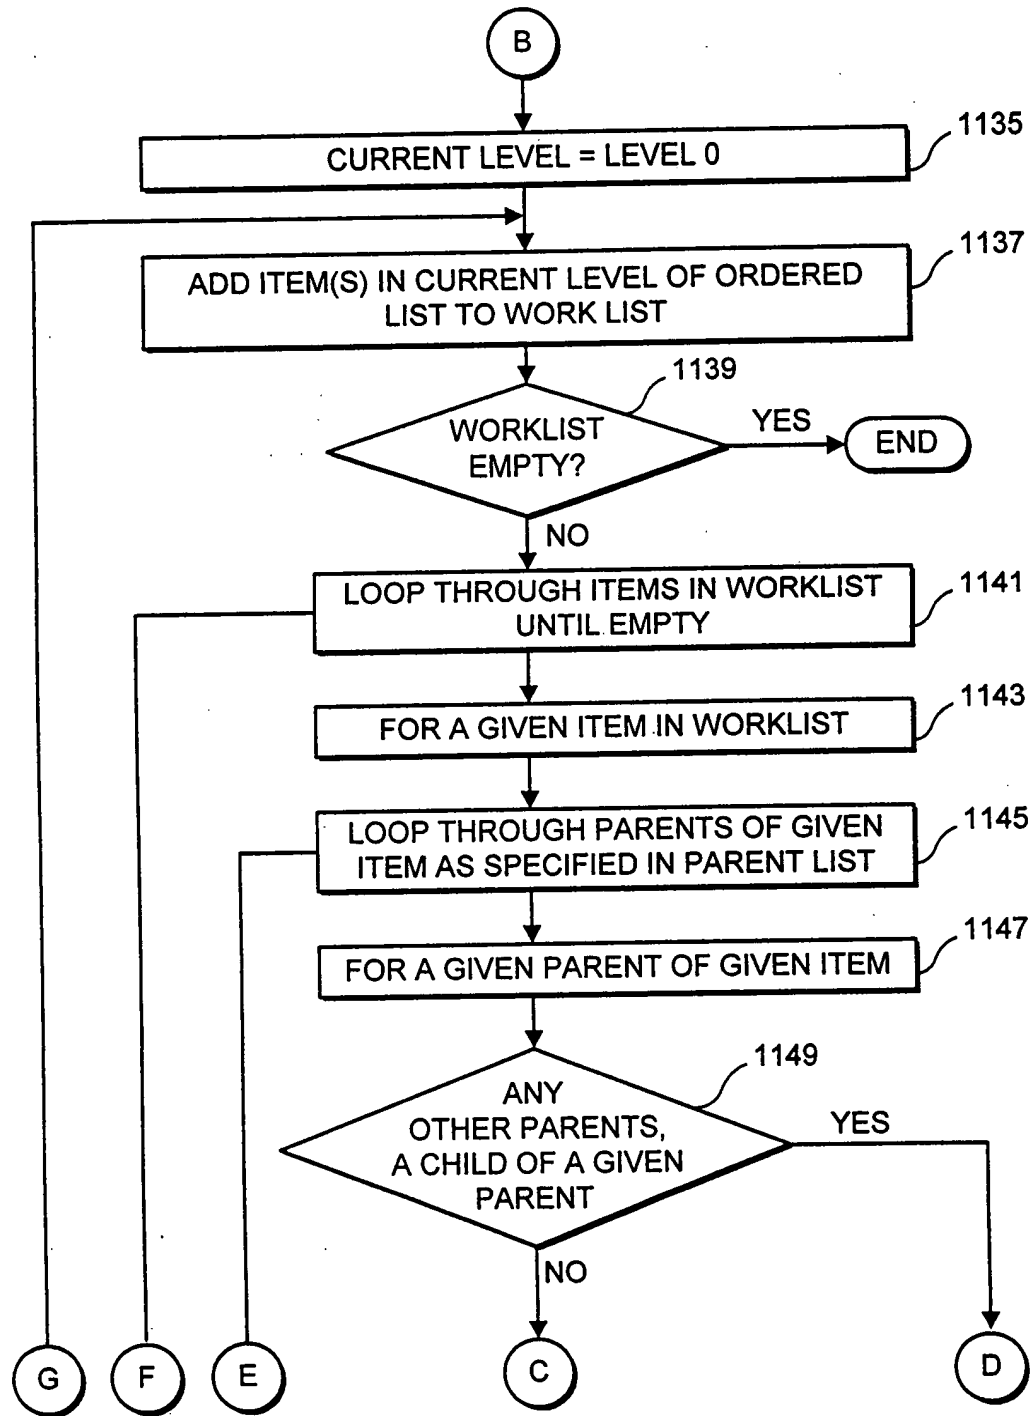 B
1135
CURRENT LEVEL = LEVEL 0
1137
ADD ITEM(S) IN CURRENT LEVEL OF ORDERED
LIST TO WORK LIST
1139
WORKLIST
EMPTY?
YES
END
NO
LOOP THROUGH ITEMS IN WORKLIST
UNTIL EMPTY
1141
1143
FOR A GIVEN ITEM IN WORKLIST
LOOP THROUGH PARENTS OF GIVEN
ITEM AS SPECIFIED IN PARENT LIST
1145
1147
FOR A GIVEN PARENT OF GIVEN ITEM
1149
ANY
OTHER PARENTS,
A CHILD OF A GIVEN
PARENT
YES
NO
G
F
E
C
D